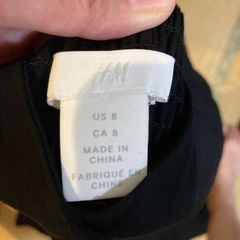 H&M
US 8
CA 8
MADE IN
CHINA
FABRIQUÉ EN
CHINE